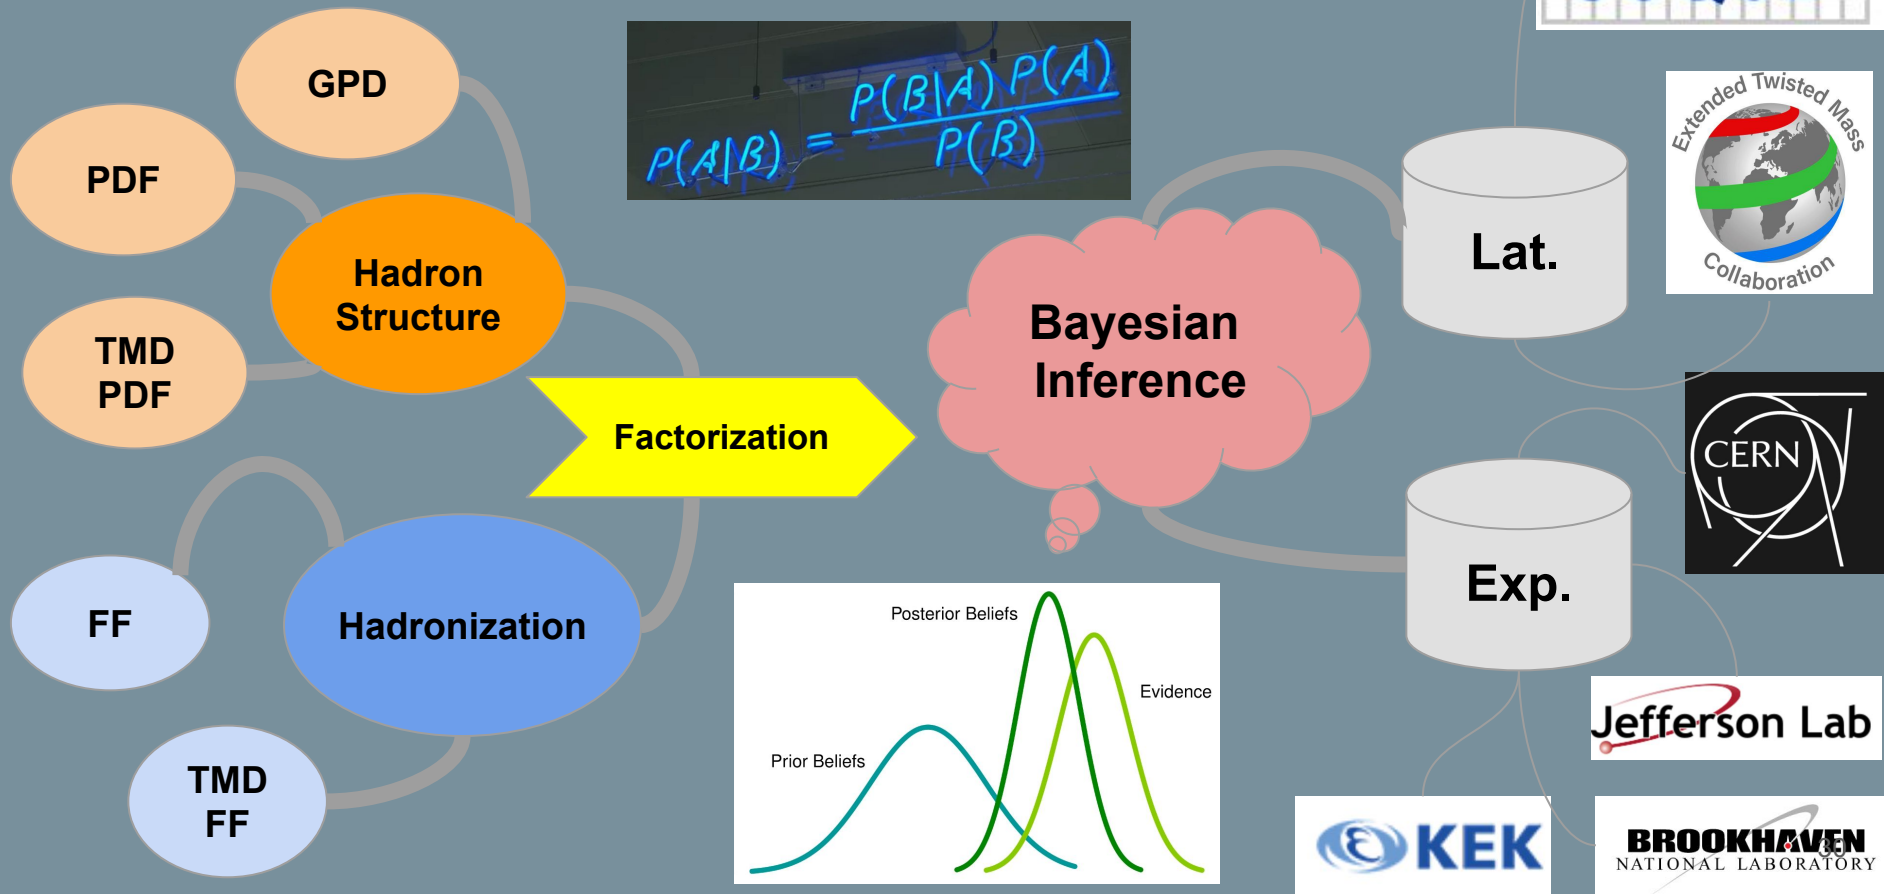 GPD
PDF
Hadron
Structure
TMD
PDF
Factorization
FF
Hadronization
TMD
FF
P(A|B) = P(B|A) P(A)
P(B)
Bayesian
Inference
Posterior Beliefs
Evidence
Prior Beliefs
Lat.
Exp.
Extended Twisted Mass
Collaboration
CERN
Jefferson Lab
KEK
BROOKHAVEN
NATIONAL LABORATORY
30